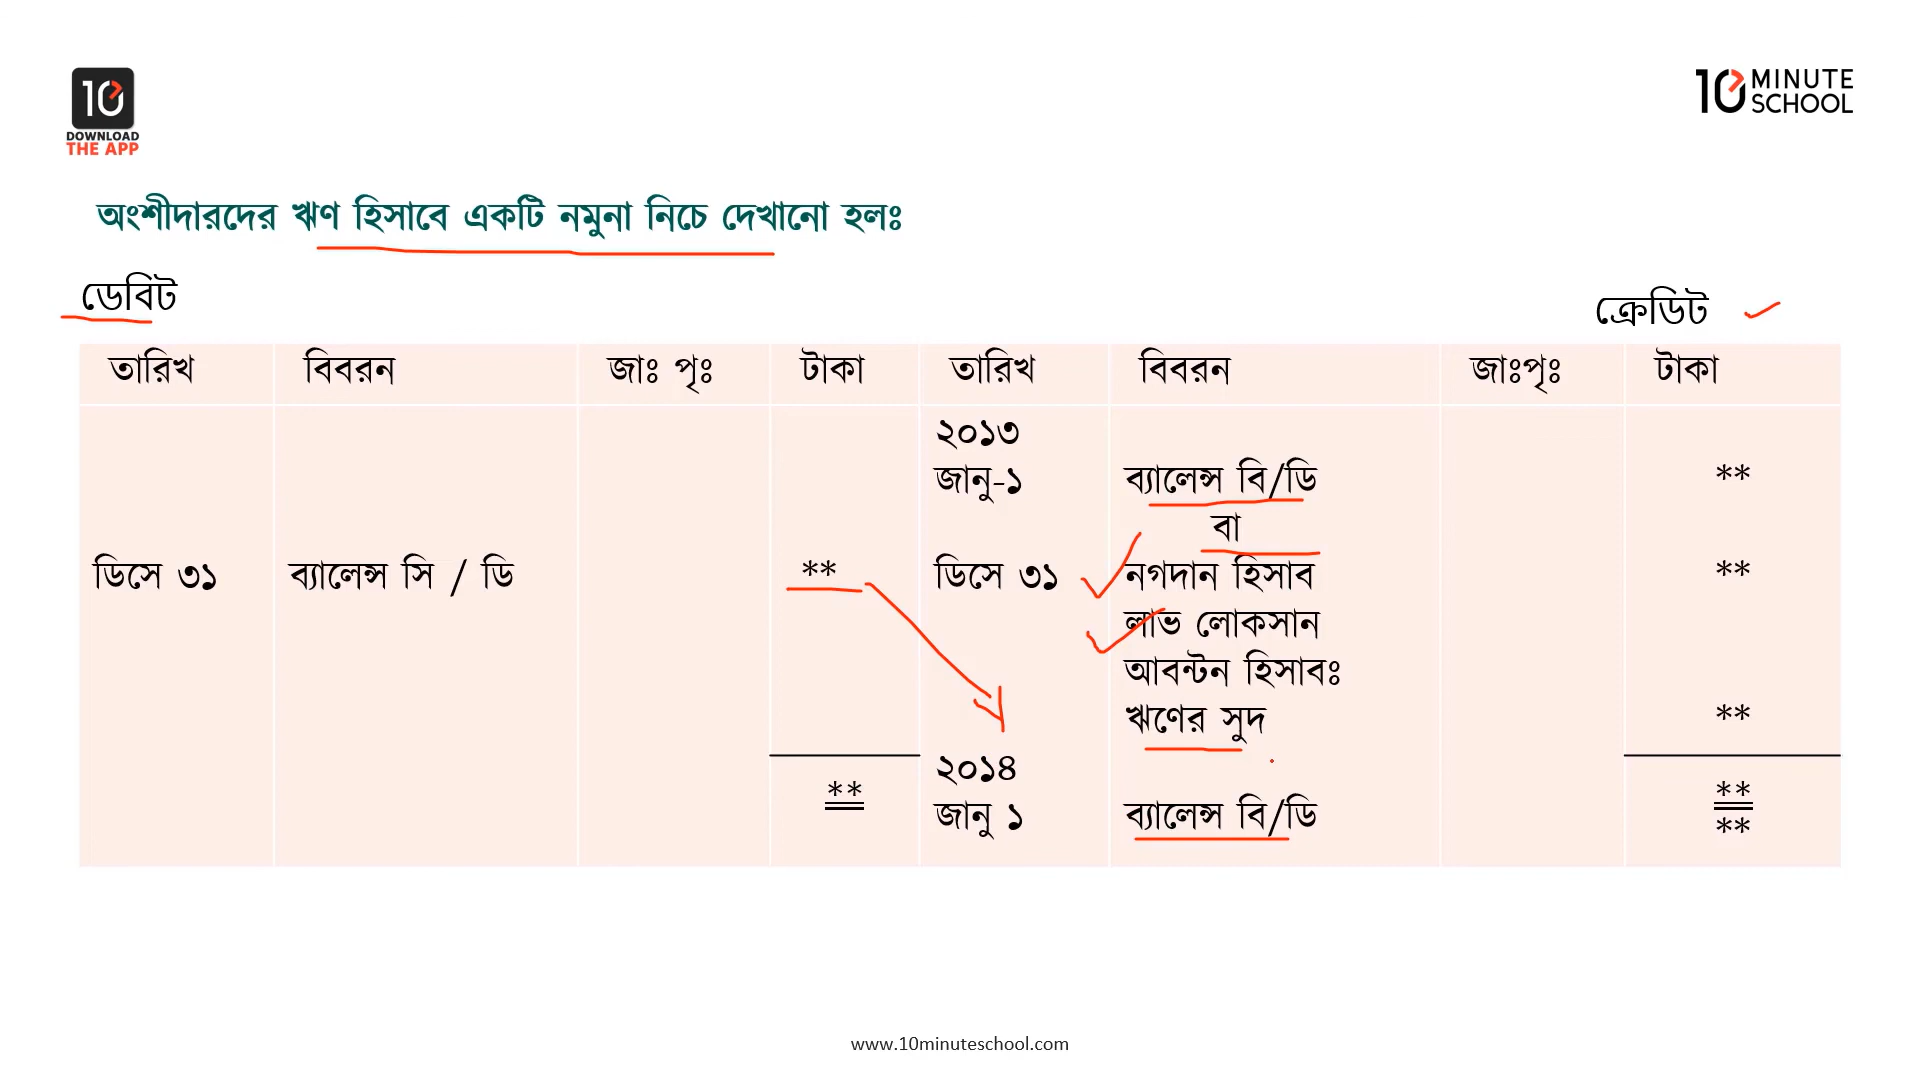 10
DOWNLOAD
THE APP
10 MINUTE
SCHOOL
অংশীদারদের ঋণ হিসাবে একটি নমুনা নিচে দেখানো হলঃ
ডেবিট
ক্রেডিট
তারিখ বিবরন জাঃ পৃঃ টাকা তারিখ বিবরন জাঃপৃঃ টাকা
২০১৩
জানু-১ ব্যালেন্স বি/ডি **
বা
ডিসে ৩১ ব্যালেন্স সি / ডি ** ডিসে ৩১ নগদান হিসাব **
লাভ লোকসান
আবন্টন হিসাবঃ
ঋণের সুদ **
২০১৪
** **
জানু ১ ব্যালেন্স বি/ডি **
www.10minuteschool.com